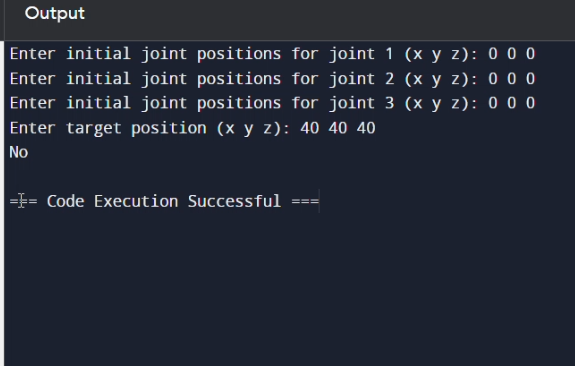 Output
Enter initial joint positions for joint 1 (x y z): 0 0 0
Enter initial joint positions for joint 2 (x y z): 0 0 0
Enter initial joint positions for joint 3 (x y z): 0 0 0
Enter target position (x y z): 40 40 40
No
=== Code Execution Successful ===